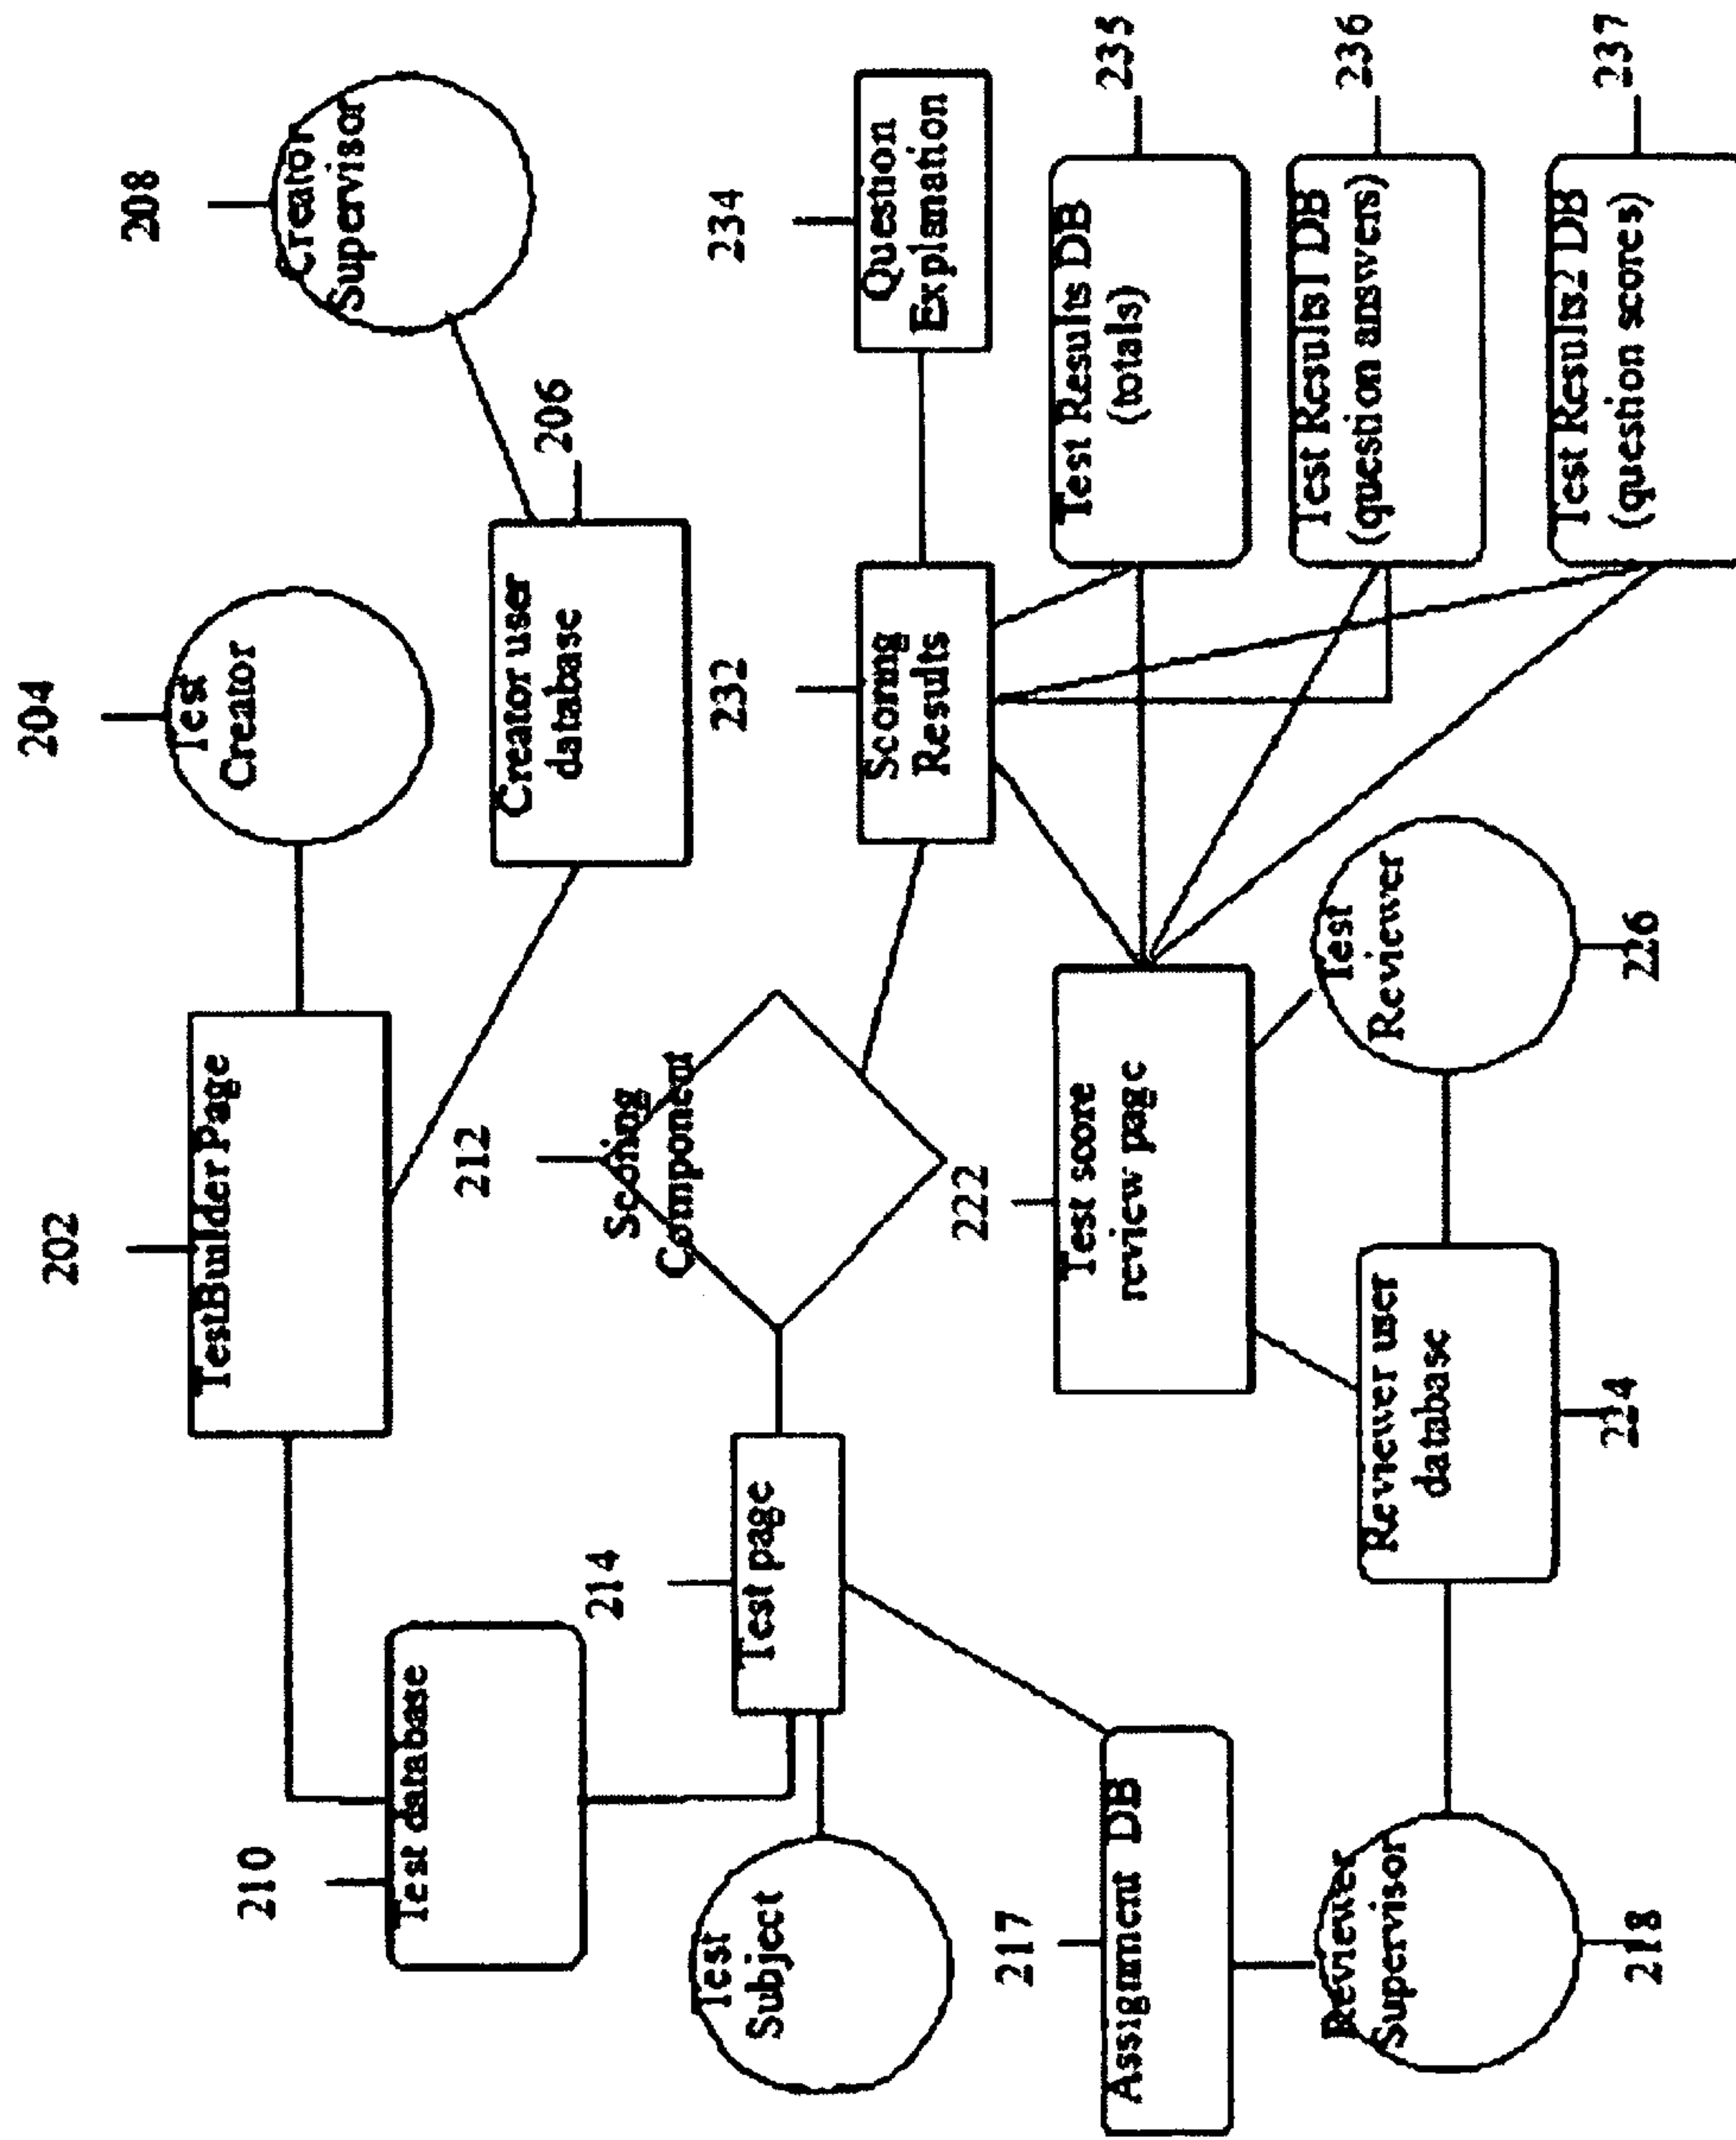 202
TestBuilder Page
204
Test
Creator
208
Creator
Supervisor
210
Test database
206
Creator user
database
212
Scoring
Component
214
Test page
Test
Subject
232
Scoring
Results
234
Question
Explanation
217
Assignment DB
222
Test score
review page
235
Test Results DB
(totals)
236
Test Results1 DB
(question answers)
237
Test Results2 DB
(question scores)
Reviewer
Supervisor
218
Reviewer user
database
224
Test
Reviewer
226